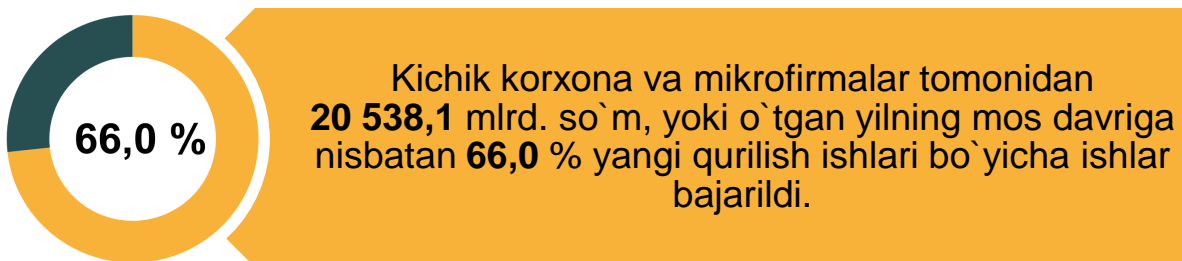 66,0 %
Kichik korxona va mikrofirmalar tomonidan
20 538,1 mlrd. so`m, yoki o`tgan yilning mos davriga
nisbatan 66,0 % yangi qurilish ishlari bo`yicha ishlar
bajarildi.